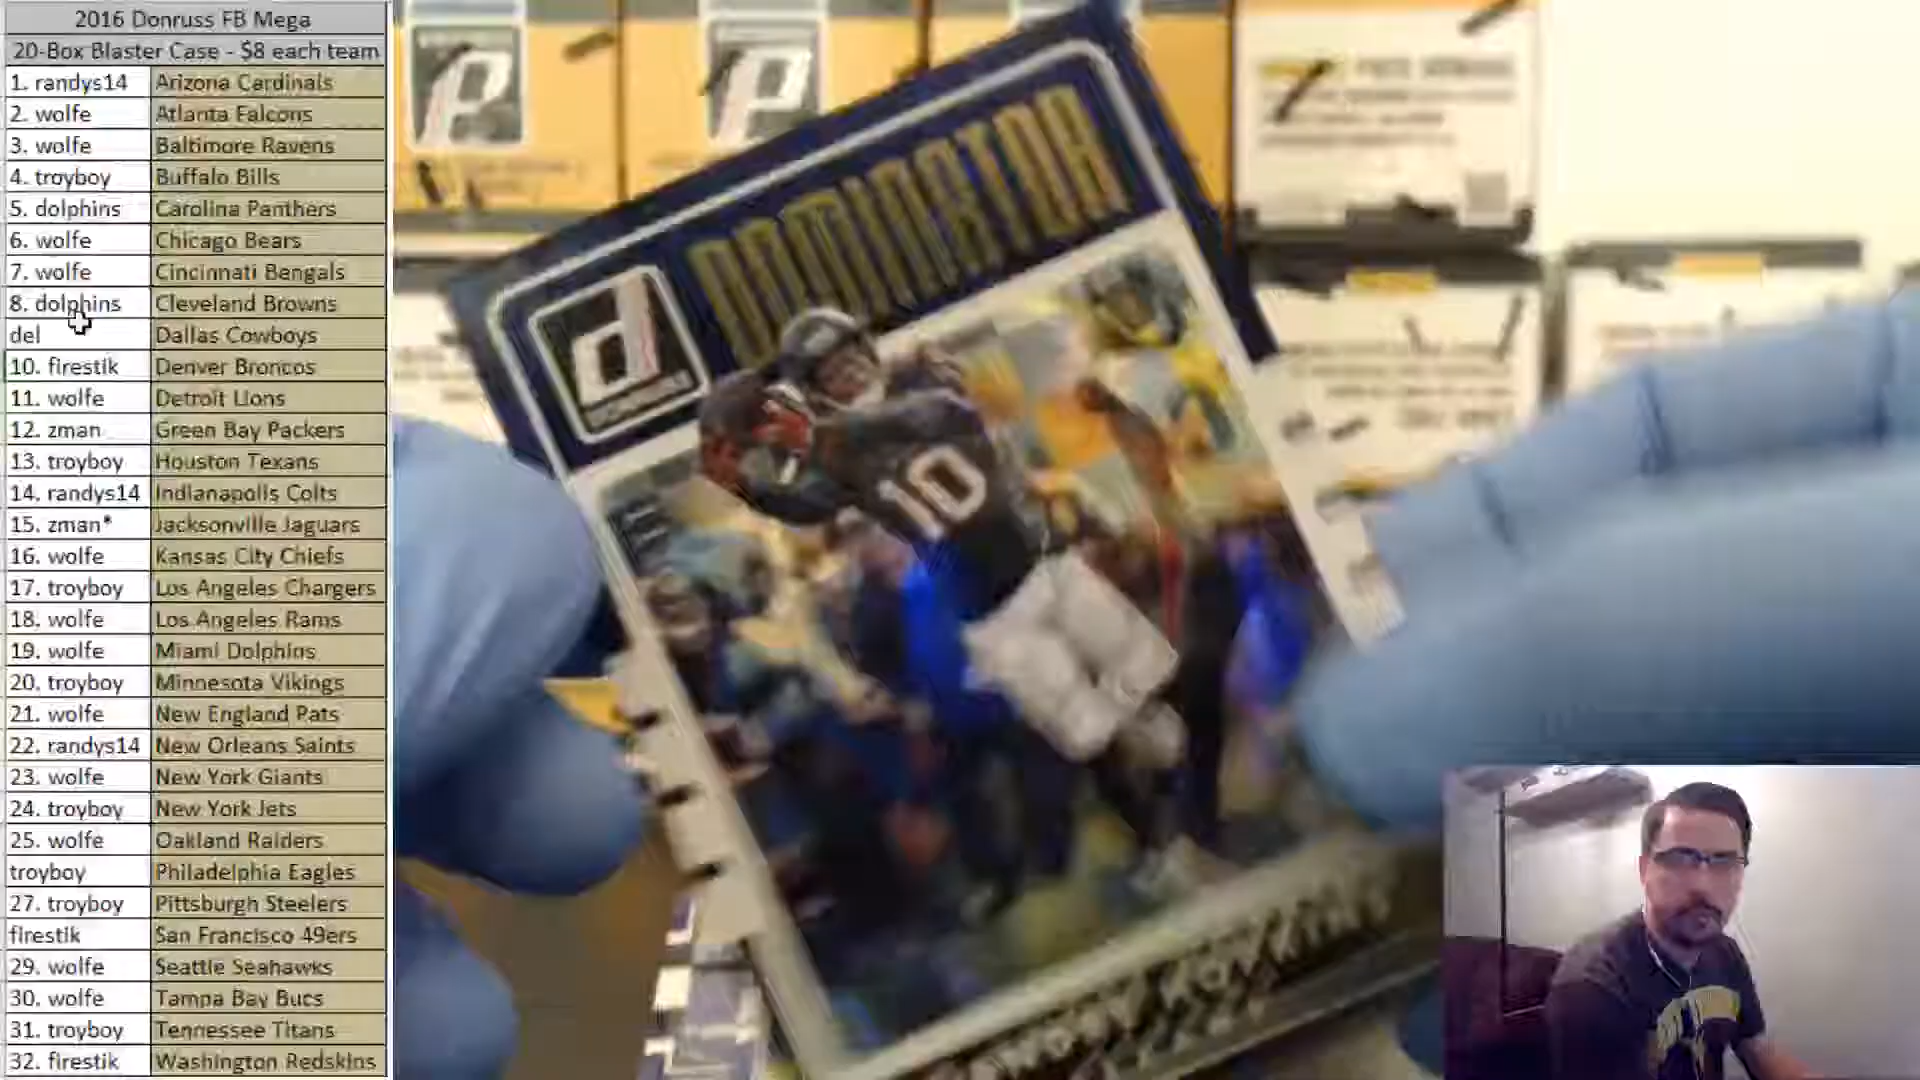 2016 Donruss FB Mega
20-Box Blaster Case - $8 each team
1. randys14 Arizona Cardinals
2. wolfe Atlanta Falcons
3. wolfe Baltimore Ravens
4. troyboy Buffalo Bills
5. dolphins Carolina Panthers
6. wolfe Chicago Bears
7. wolfe Cincinnati Bengals
8. dolphins Cleveland Browns
del Dallas Cowboys
10. firestik Denver Broncos
11. wolfe Detroit Lions
12. zman Green Bay Packers
13. troyboy Houston Texans
14. randys14 Indianapolis Colts
15. zman* Jacksonville Jaguars
16. wolfe Kansas City Chiefs
17. troyboy Los Angeles Chargers
18. wolfe Los Angeles Rams
19. wolfe Miami Dolphins
20. troyboy Minnesota Vikings
21. wolfe New England Pats
22. randys14 New Orleans Saints
23. wolfe New York Giants
24. troyboy New York Jets
25. wolfe Oakland Raiders
troyboy Philadelphia Eagles
27. troyboy Pittsburgh Steelers
firestik San Francisco 49ers
29. wolfe Seattle Seahawks
30. wolfe Tampa Bay Bucs
31. troyboy Tennessee Titans
32. firestik Washington Redskins
DOMINATOR
d
10